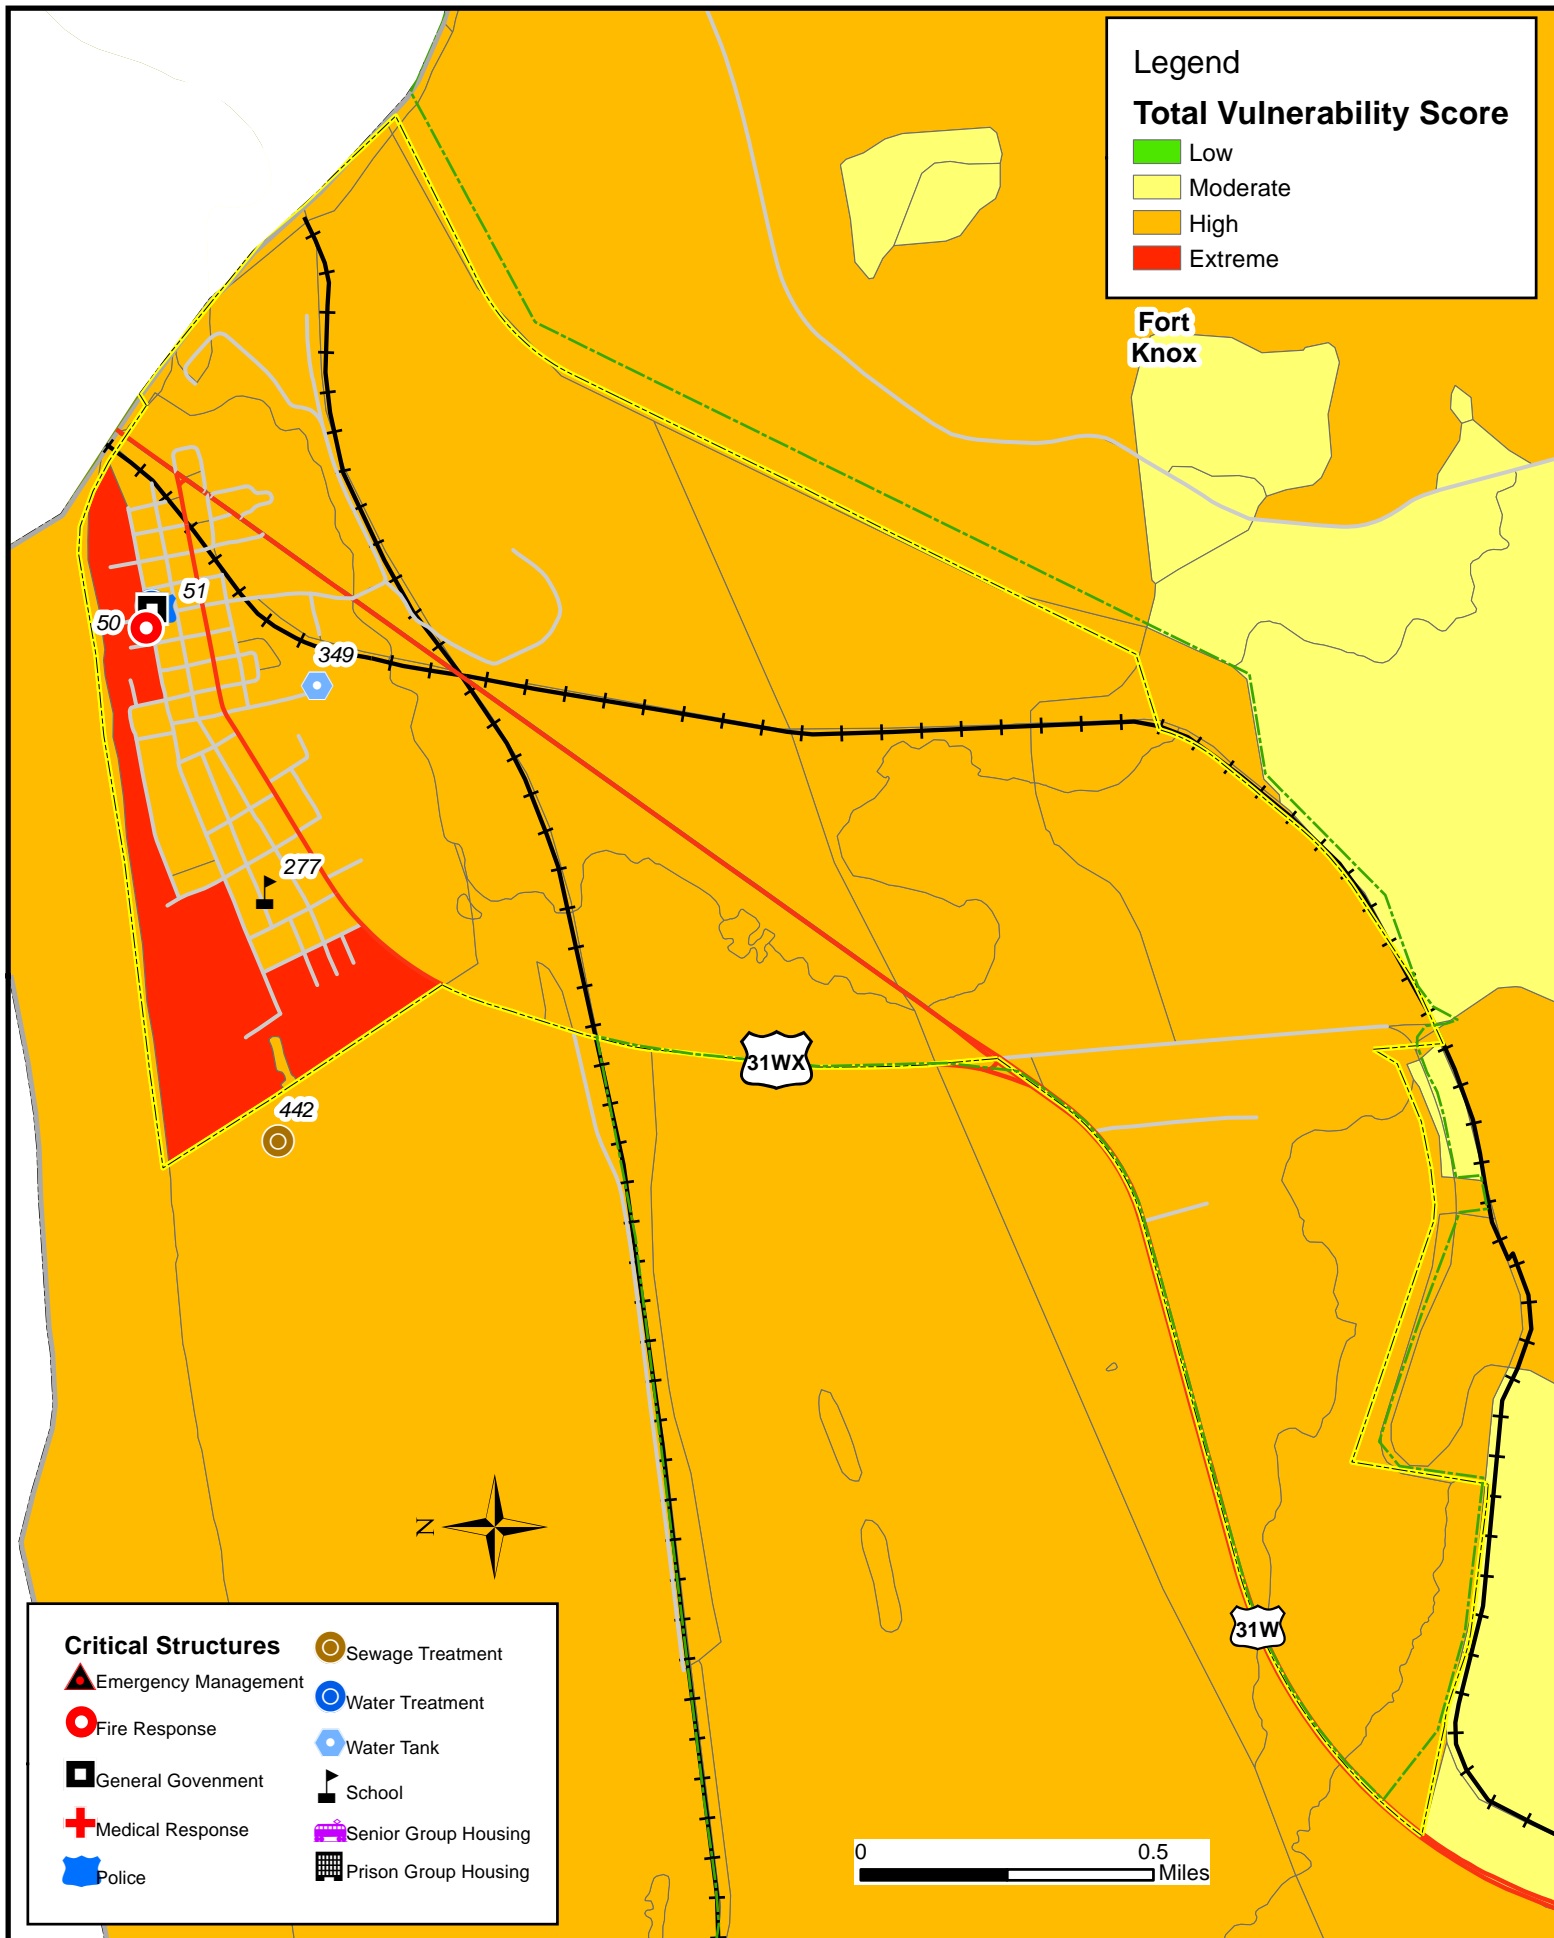 Legend
Total Vulnerability Score
Low
Moderate
High
Extreme
Fort
Knox
51
50
349
277
442
31WX
31W
N
Critical Structures
Emergency Management
Fire Response
General Govenment
Medical Response
Police
Sewage Treatment
Water Treatment
Water Tank
School
Senior Group Housing
Prison Group Housing
0 0.5
Miles